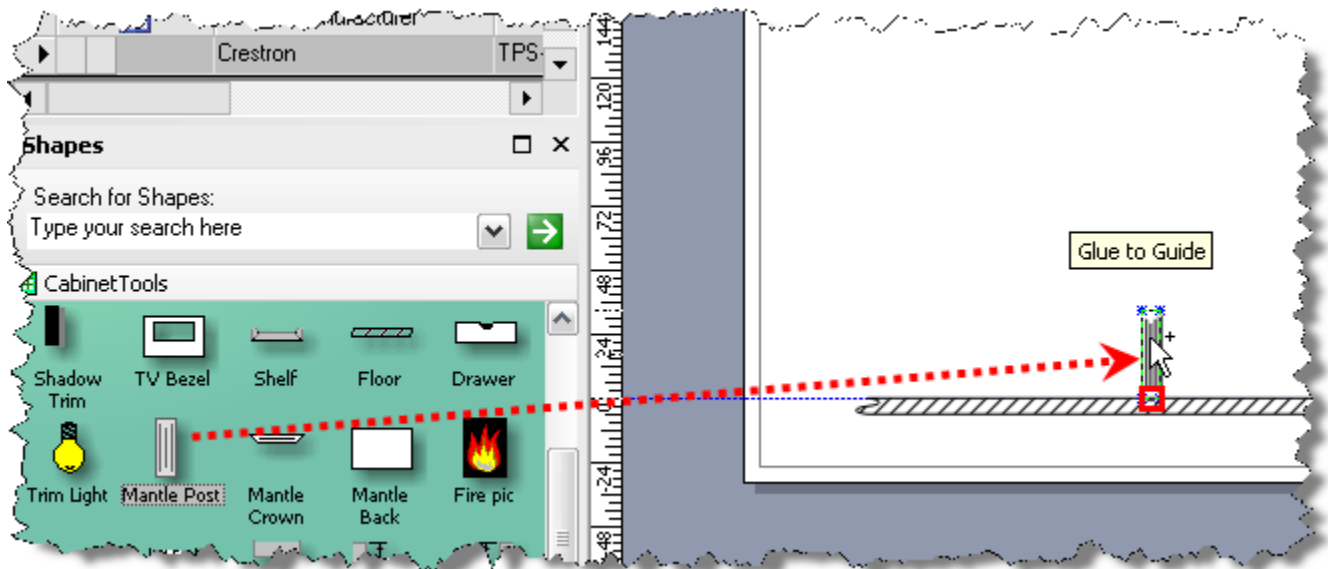 Crestron TPS-
Shapes
Search for Shapes:
Type your search here
CabinetTools
Shadow Trim
TV Bezel
Shelf
Floor
Drawer
Trim Light
Mantle Post
Mantle Crown
Mantle Back
Fire pic
144
120
96
72
48
24
0
-24
-48
Glue to Guide